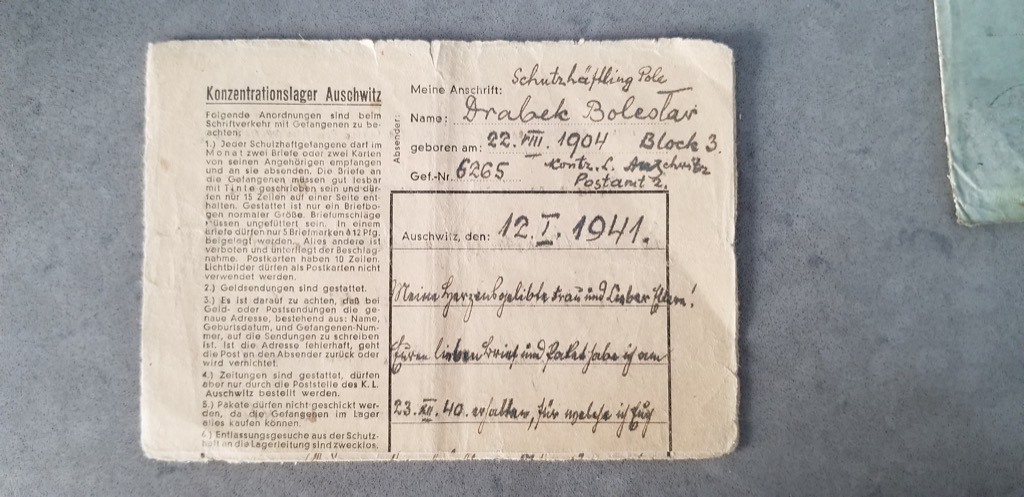 Konzentrationslager Auschwitz
Folgende Anordnungen sind beim
Schriftverkehr mit Gefangenen zu be-
achten:
1.) Jeder Schutzhaftgefangene darf im
Monat zwei Briefe oder zwei Karten
von seinen Angehörigen empfangen
und an sie absenden. Die Briefe an
die Gefangenen müssen gut lesbar
mit Tinte geschrieben sein und dür-
fen nur 15 Zeilen auf einer Seite ent-
halten. Gestattet ist nur ein Briefbo-
gen normaler Größe. Briefumschläge
müssen ungefüttert sein. In einem
Briefe dürfen nur 5 Briefmarken à 12 Pfg.
beigelegt werden. Alles andere ist
verboten und unterliegt der Beschlag-
nahme. Postkarten haben 10 Zeilen.
Lichtbilder dürfen als Postkarten nicht
verwendet werden.
2.) Geldsendungen sind gestattet.
3.) Es ist darauf zu achten, daß bei
Geld- oder Postsendungen die ge-
naue Adresse, bestehend aus: Name,
Geburtsdatum, und Gefangenen-Num-
mer, auf die Sendungen zu schreiben
ist. Ist die Adresse fehlerhaft, geht
die Post an den Absender zurück oder
wird vernichtet.
4.) Zeitungen sind gestattet, dürfen
aber nur durch die Poststelle des K. L.
Auschwitz bestellt werden.
5.) Pakete dürfen nicht geschickt wer-
den, da die Gefangenen im Lager
alles kaufen können.
6.) Entlassungsgesuche aus der Schutz-
haft an die Lagerleitung sind zwecklos.
Absender:
Schutzhäftling Pole
Meine Anschrift:
Name: Drabek Boleslav
geboren am: 22. VIII. 1904 Block 3.
Gef.-Nr. 6265 Kontz. L. Auschwitz
Postamt 2.
Auschwitz, den: 12. I. 1941.
Meine Herzensgelibte Frau und Lieber
Euren lieben Brief und Paket habe ich am
23. XII. 40. erhalten, für welche ich Euch